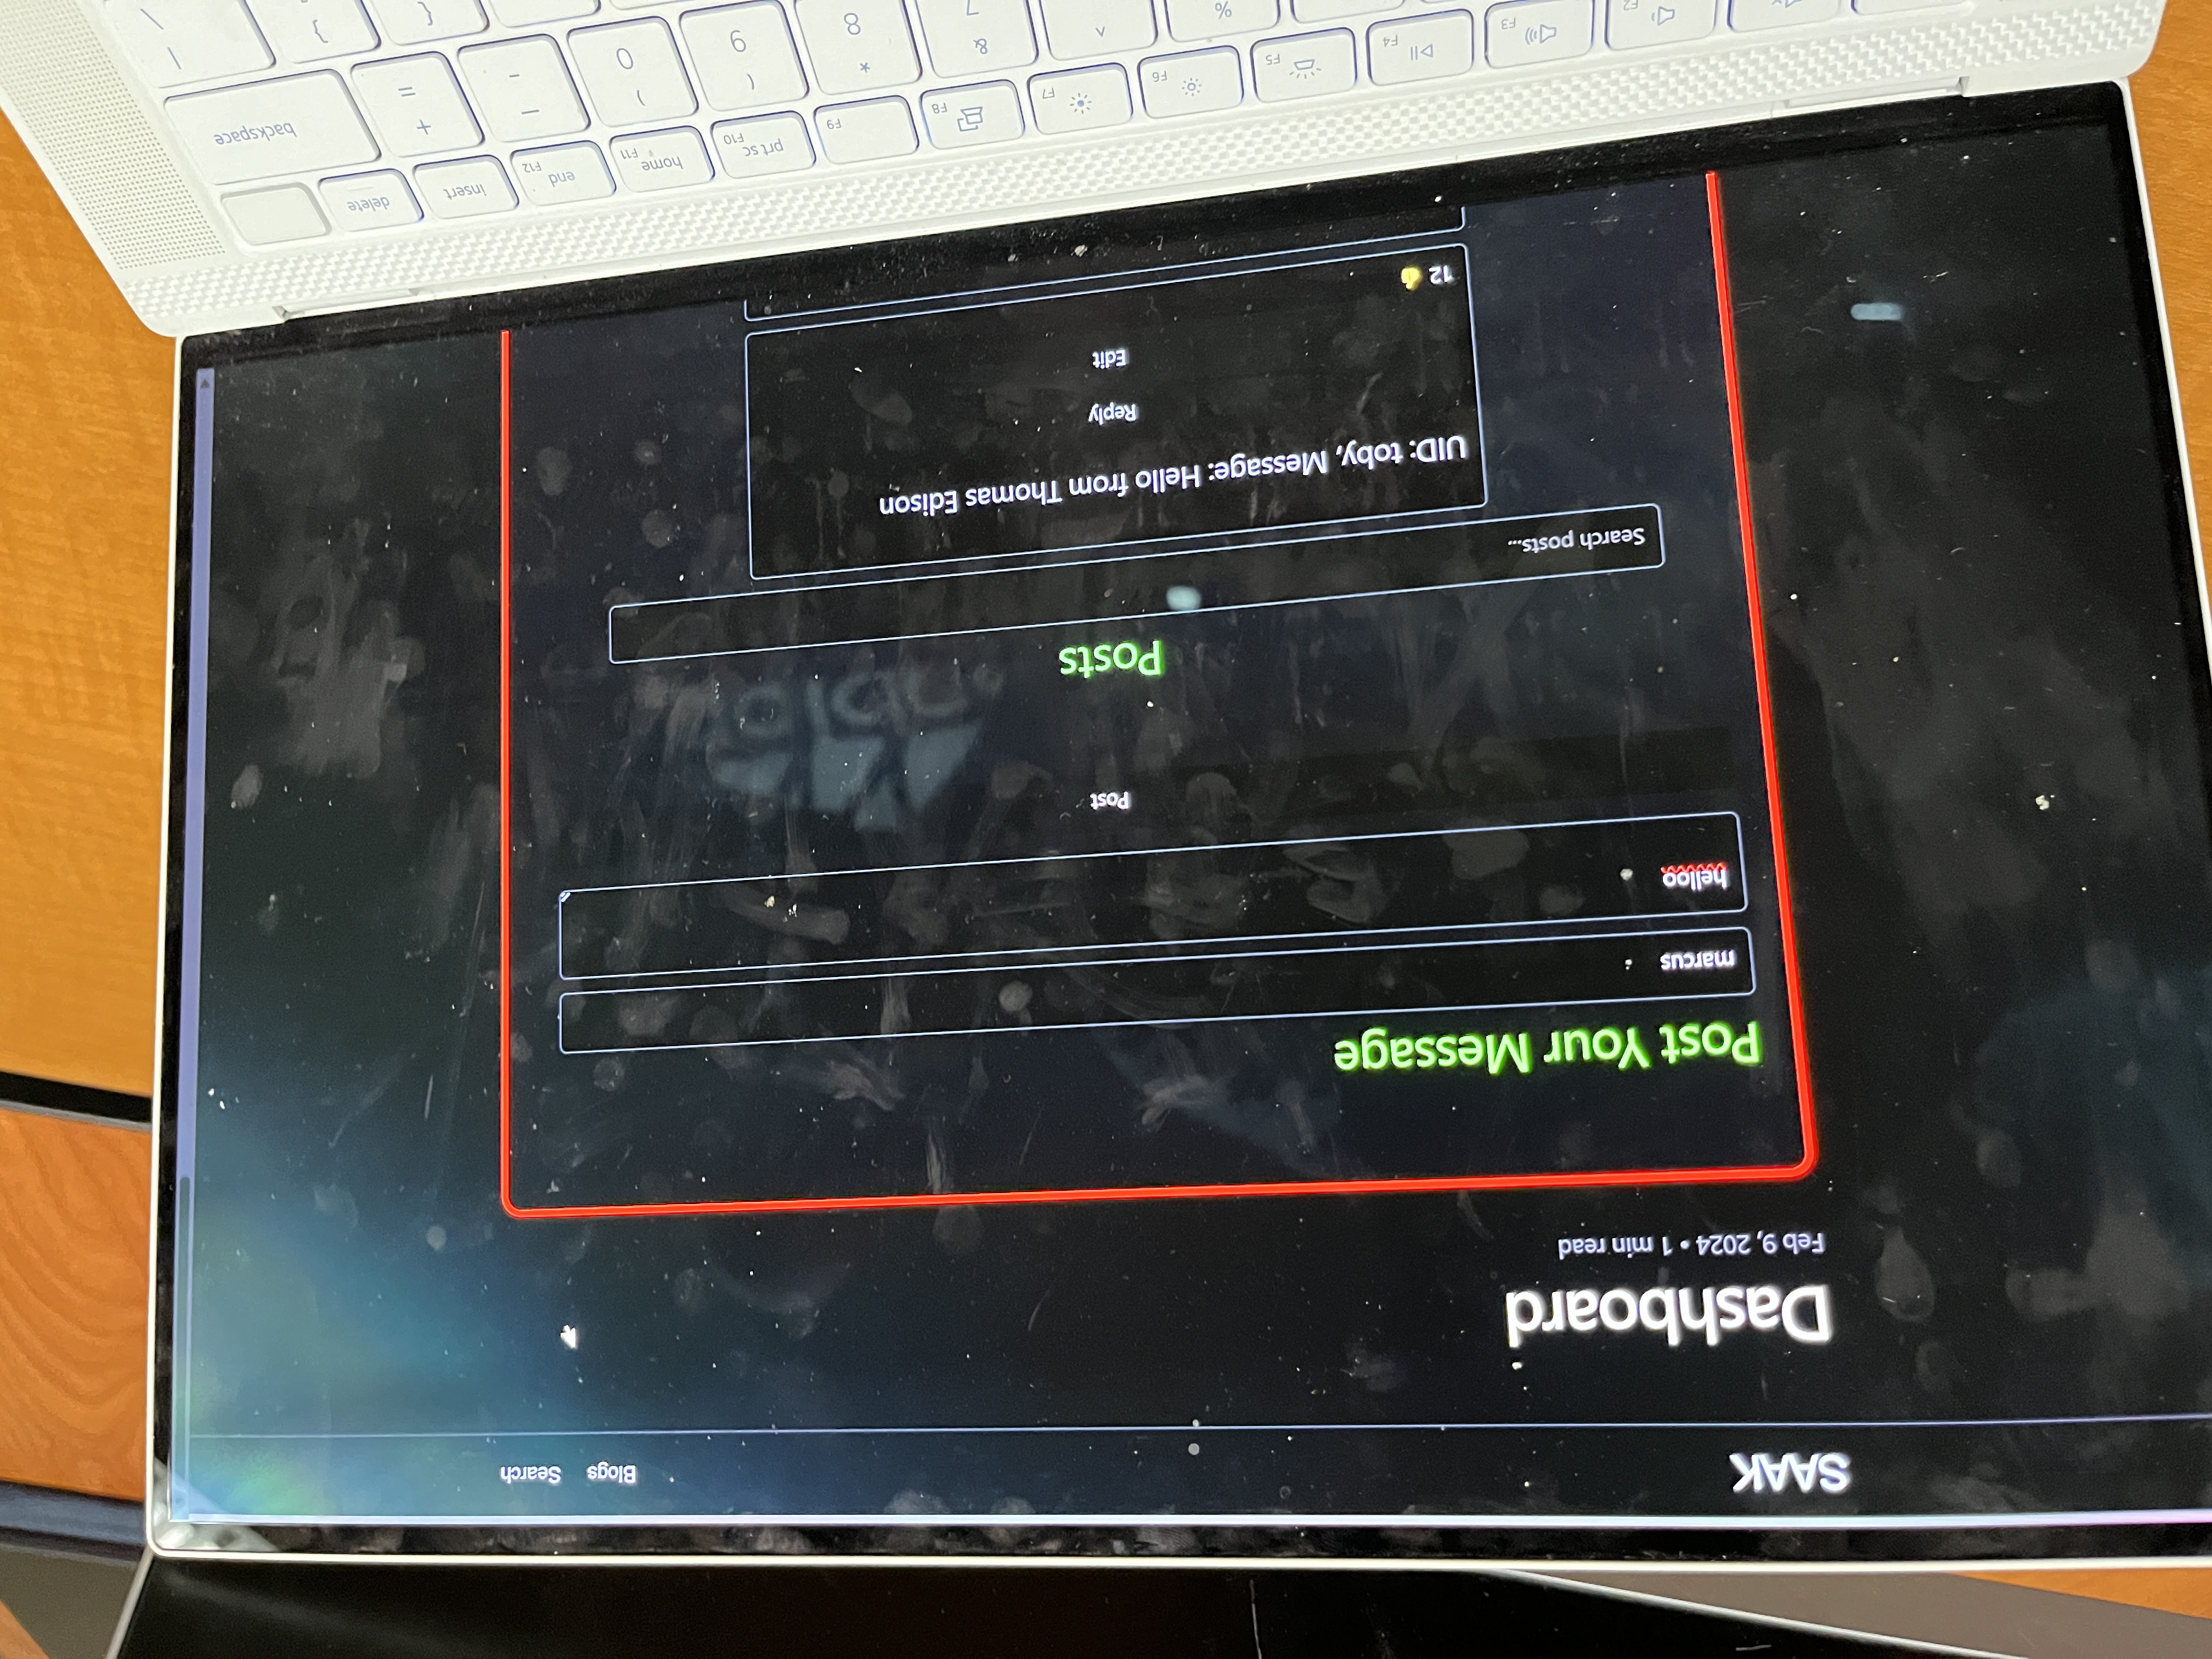 SAAK
Blogs Search
Dashboard
Feb 9, 2024 • 1 min read
Post Your Message
marcus
helloo
Post
Posts
Search posts...
UID: toby, Message: Hello from Thomas Edison
Reply
Edit
12 👍
F2 F3 F4 F5 F6 F7 F8 F9 prt sc F10 home F11 end F12 insert delete
% ^ & 7 * 8 ( 9 ) 0 — - + = backspace
{ } | \